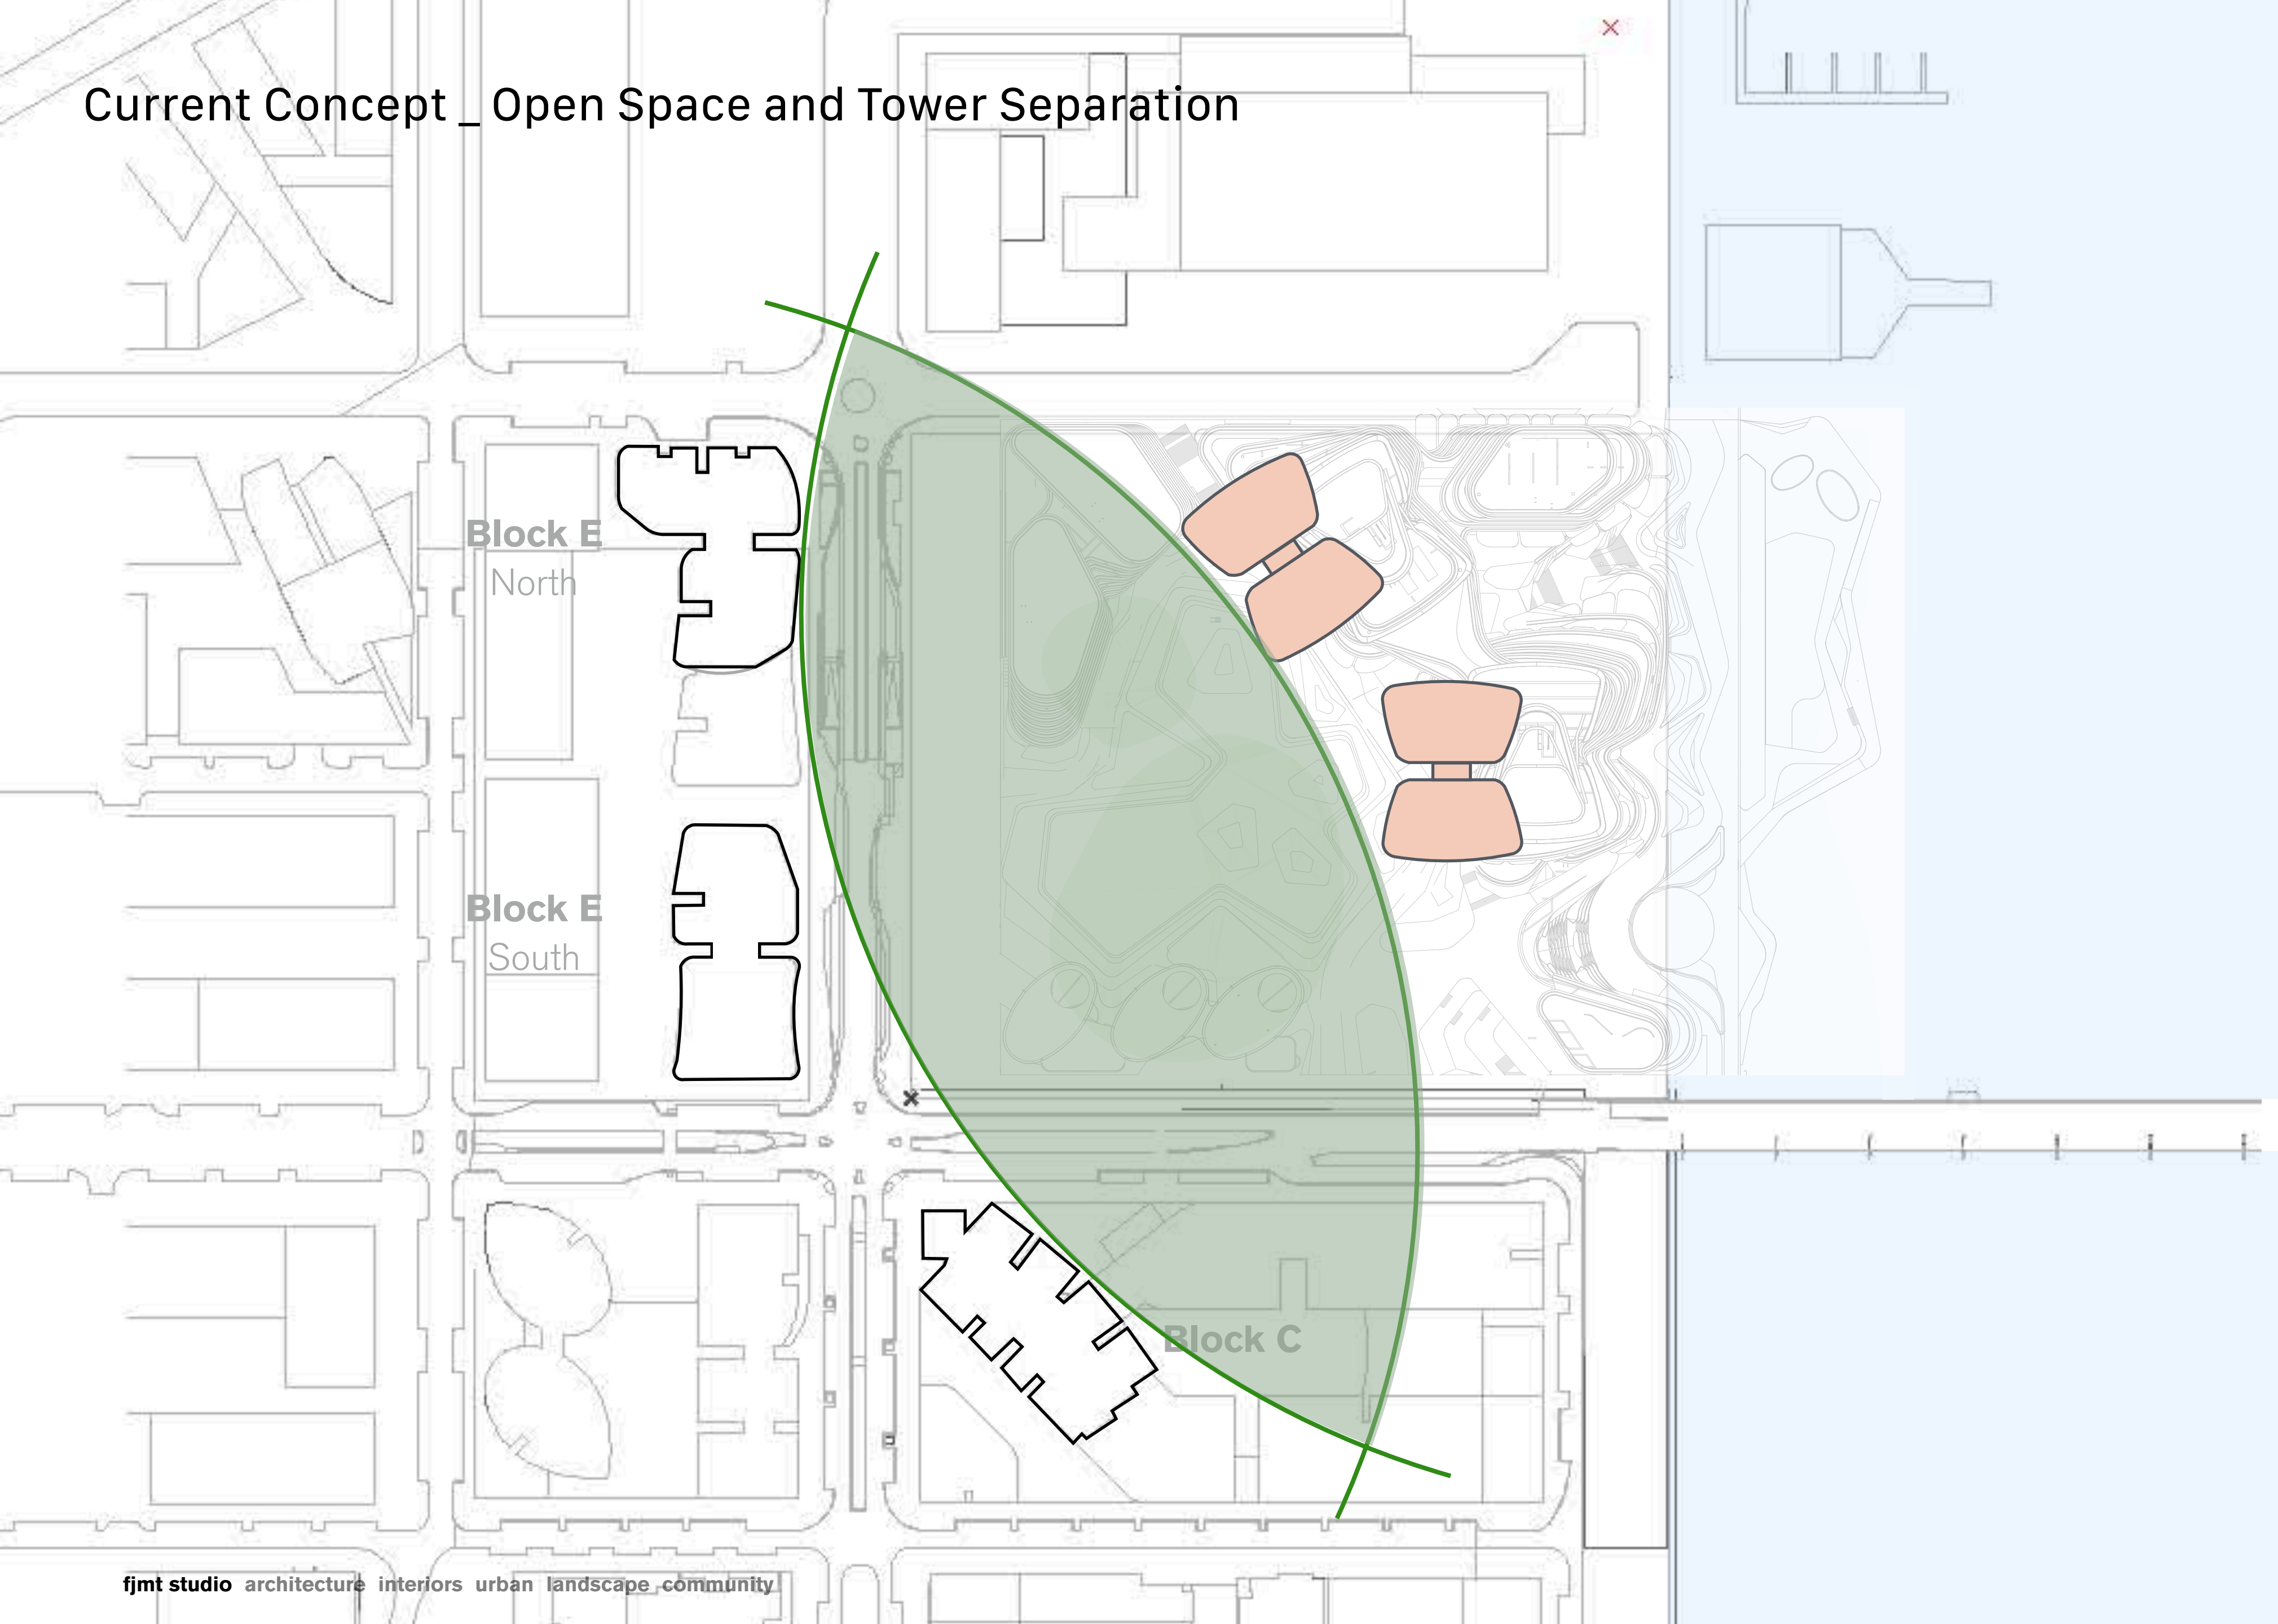 Current Concept _ Open Space and Tower Separation
Block E
North
Block E
South
Block C
fjmt studio architecture interiors urban landscape community